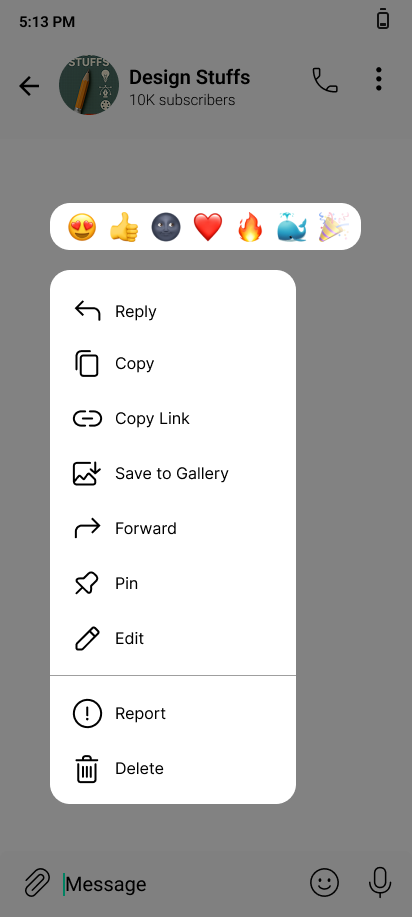 5:13 PM
STUFFS
Design Stuffs
10K subscribers
Reply
Copy
Copy Link
Save to Gallery
Forward
Pin
Edit
Report
Delete
Message